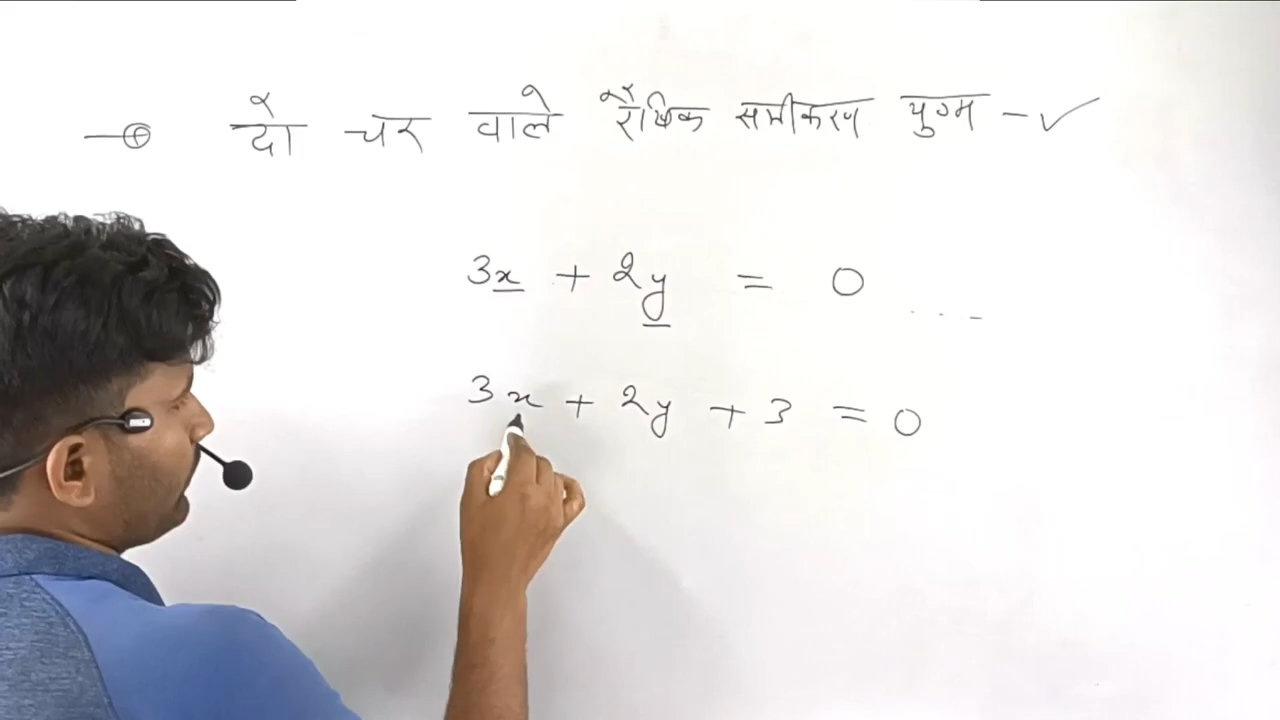 दो चर वाले रैखिक समीकरण युग्म -
3x + 2y = 0
3x + 2y + 3 = 0